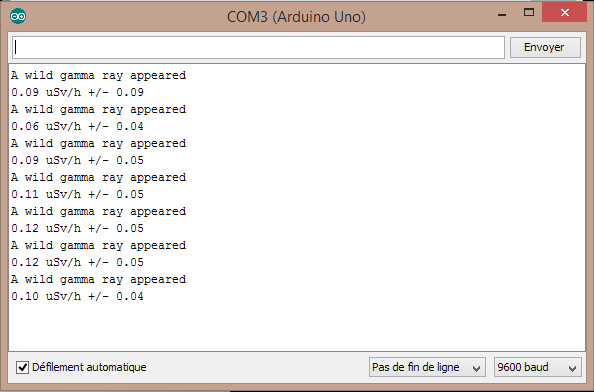 COM3 (Arduino Uno)
Envoyer
A wild gamma ray appeared
0.09 uSv/h +/- 0.09
A wild gamma ray appeared
0.06 uSv/h +/- 0.04
A wild gamma ray appeared
0.09 uSv/h +/- 0.05
A wild gamma ray appeared
0.11 uSv/h +/- 0.05
A wild gamma ray appeared
0.12 uSv/h +/- 0.05
A wild gamma ray appeared
0.12 uSv/h +/- 0.05
A wild gamma ray appeared
0.10 uSv/h +/- 0.04
Défilement automatique
Pas de fin de ligne
9600 baud